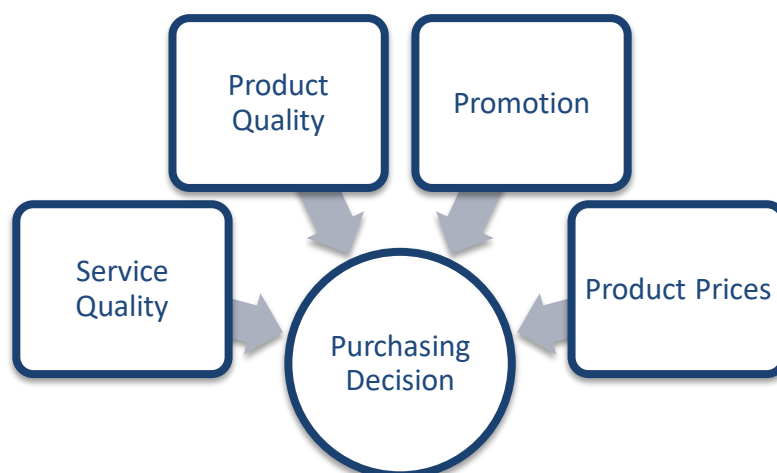 Product
Quality
Promotion
Service
Quality
Product Prices
Purchasing
Decision